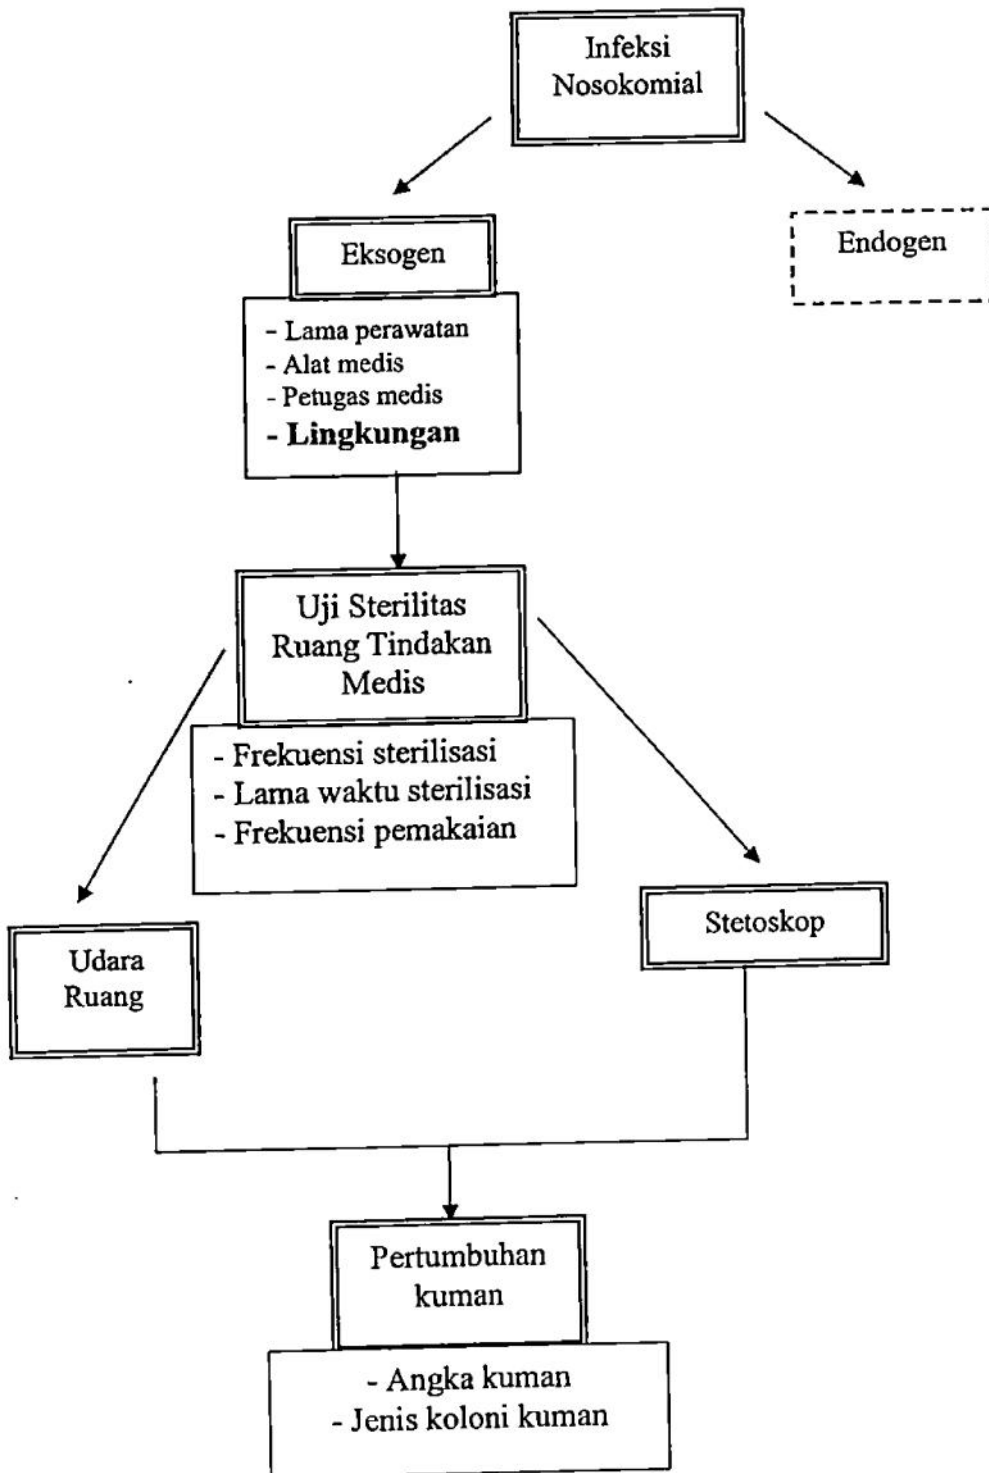 Infeksi
Nosokomial
Eksogen
Endogen
- Lama perawatan
- Alat medis
- Petugas medis
- Lingkungan
Uji Sterilitas
Ruang Tindakan
Medis
- Frekuensi sterilisasi
- Lama waktu sterilisasi
- Frekuensi pemakaian
Udara
Ruang
Stetoskop
Pertumbuhan
kuman
- Angka kuman
- Jenis koloni kuman